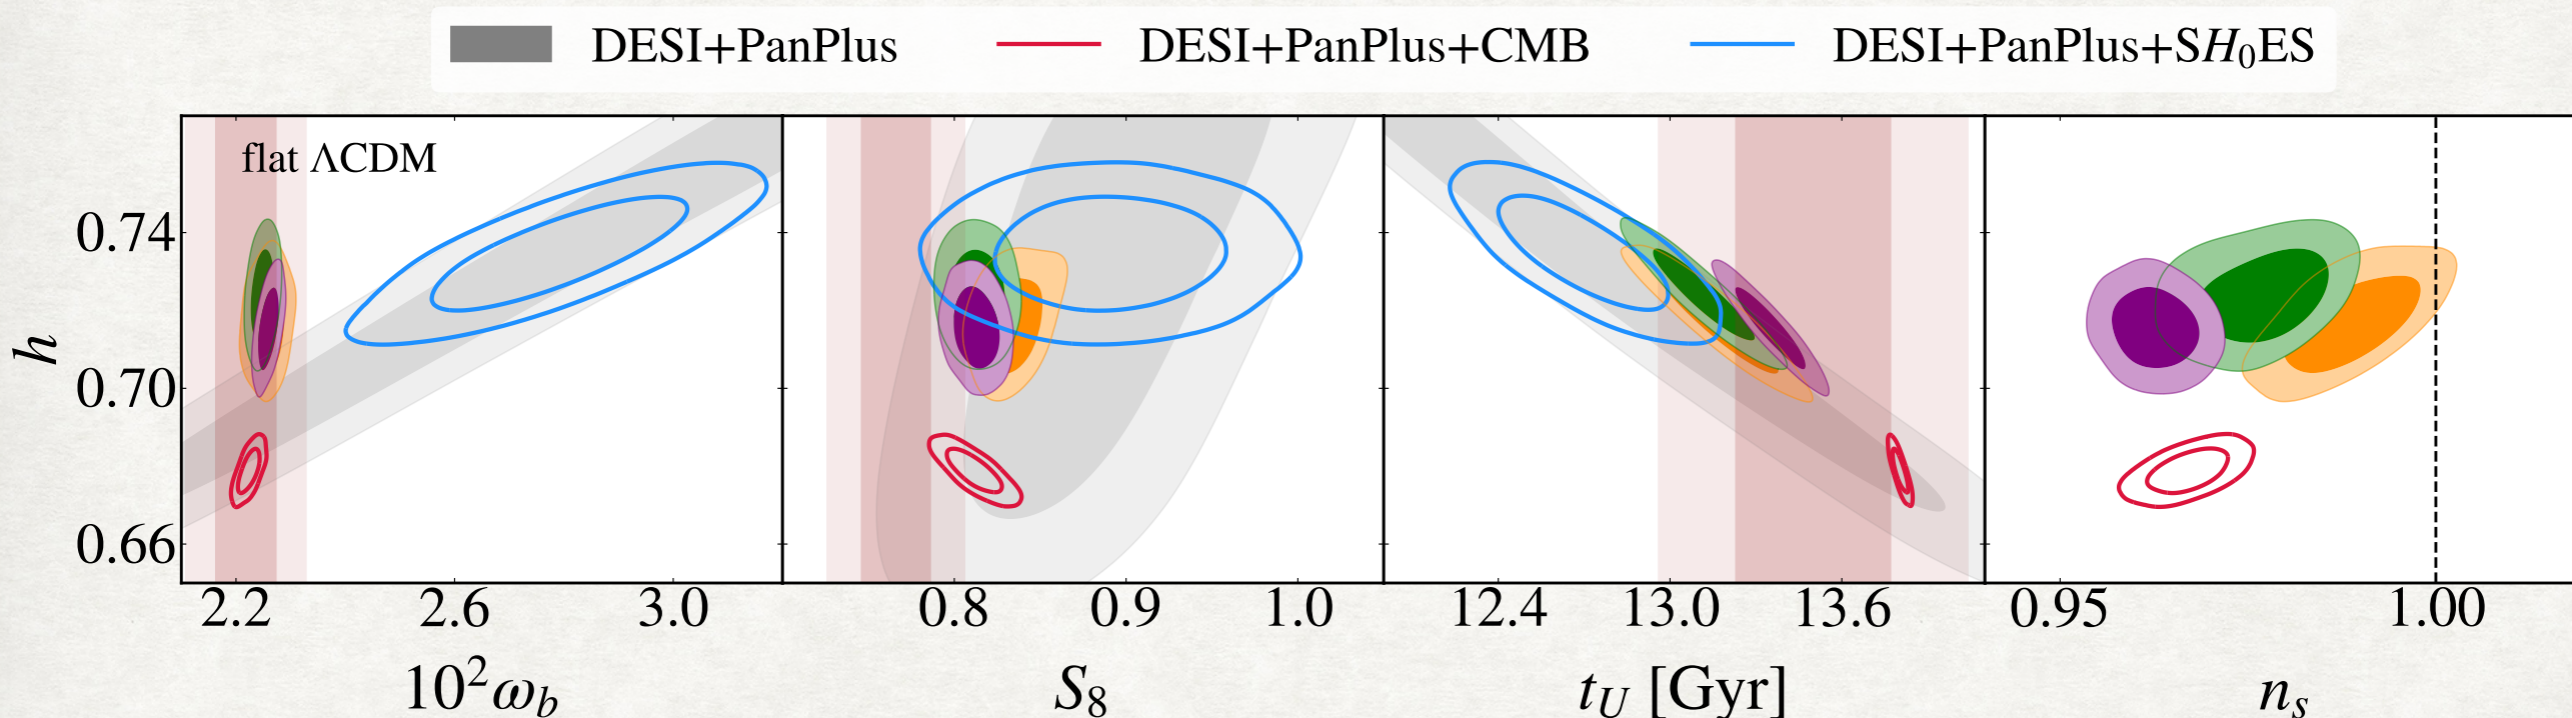 DESI+PanPlus DESI+PanPlus+CMB DESI+PanPlus+SH₀ES
flat ΛCDM
h
0.74
0.70
0.66
2.2 2.6 3.0 0.8 0.9 1.0 12.4 13.0 13.6 0.95 1.00
10²ω_b S₈ t_U [Gyr] n_s